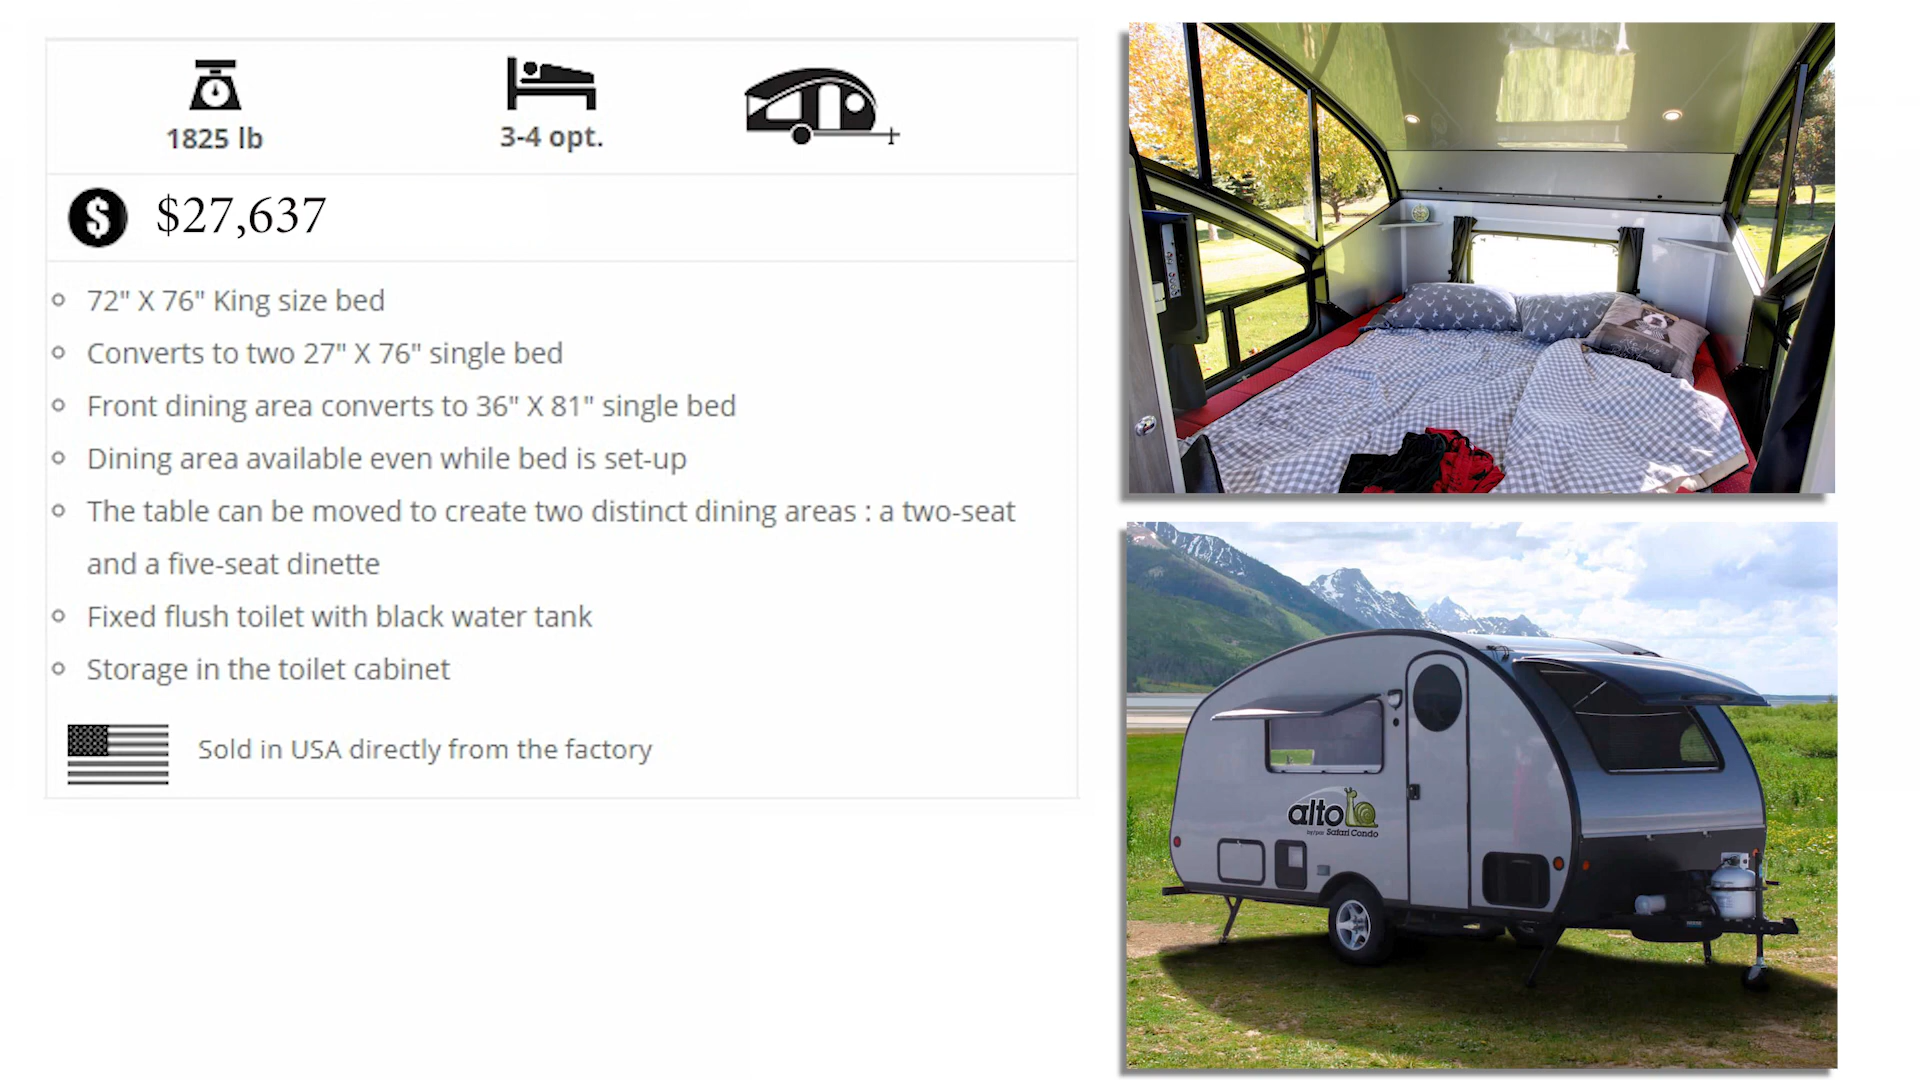 1825 lb
3-4 opt.
$27,637
72" X 76" King size bed
Converts to two 27" X 76" single bed
Front dining area converts to 36" X 81" single bed
Dining area available even while bed is set-up
The table can be moved to create two distinct dining areas : a two-seat
and a five-seat dinette
Fixed flush toilet with black water tank
Storage in the toilet cabinet
Sold in USA directly from the factory
alto
by/par Safari Condo